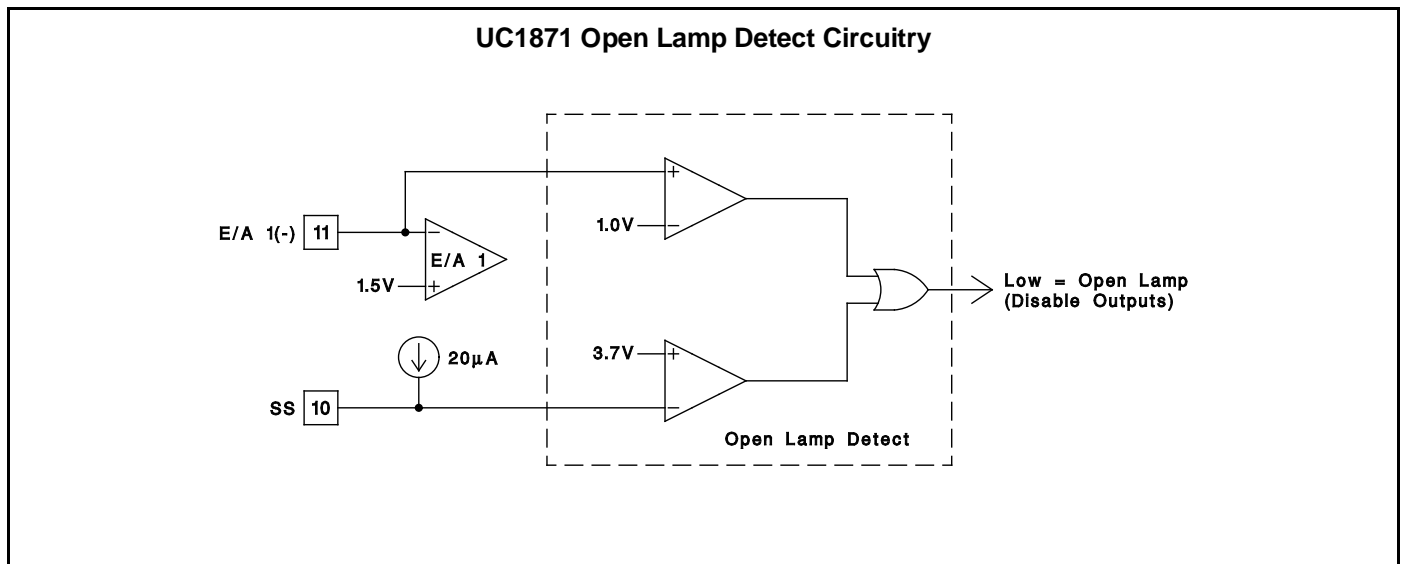 UC1871 Open Lamp Detect Circuitry
+
1.0V −
E/A 1(-) 11
−
E/A 1
1.5V +
Low = Open Lamp
(Disable Outputs)
20µA
3.7V +
SS 10
−
Open Lamp Detect